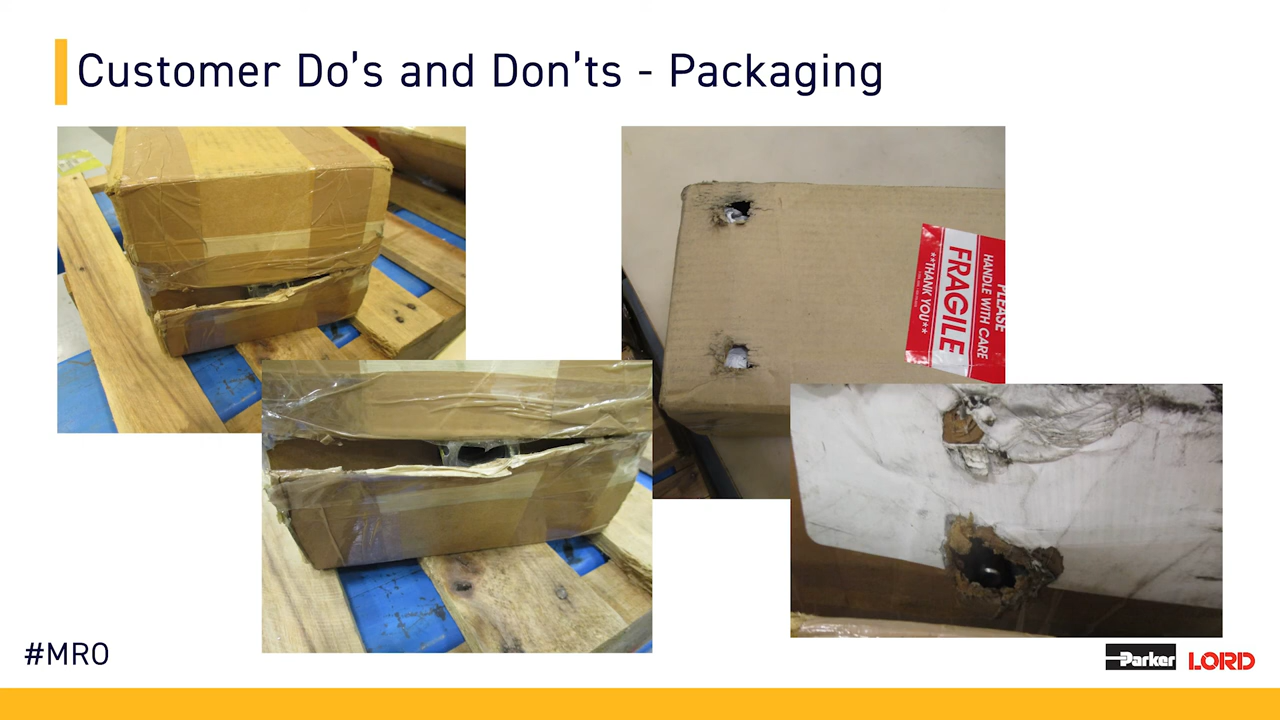 Customer Do's and Don'ts - Packaging
PLEASE
HANDLE WITH CARE
FRAGILE
**THANK YOU**
#MRO
Parker LORD